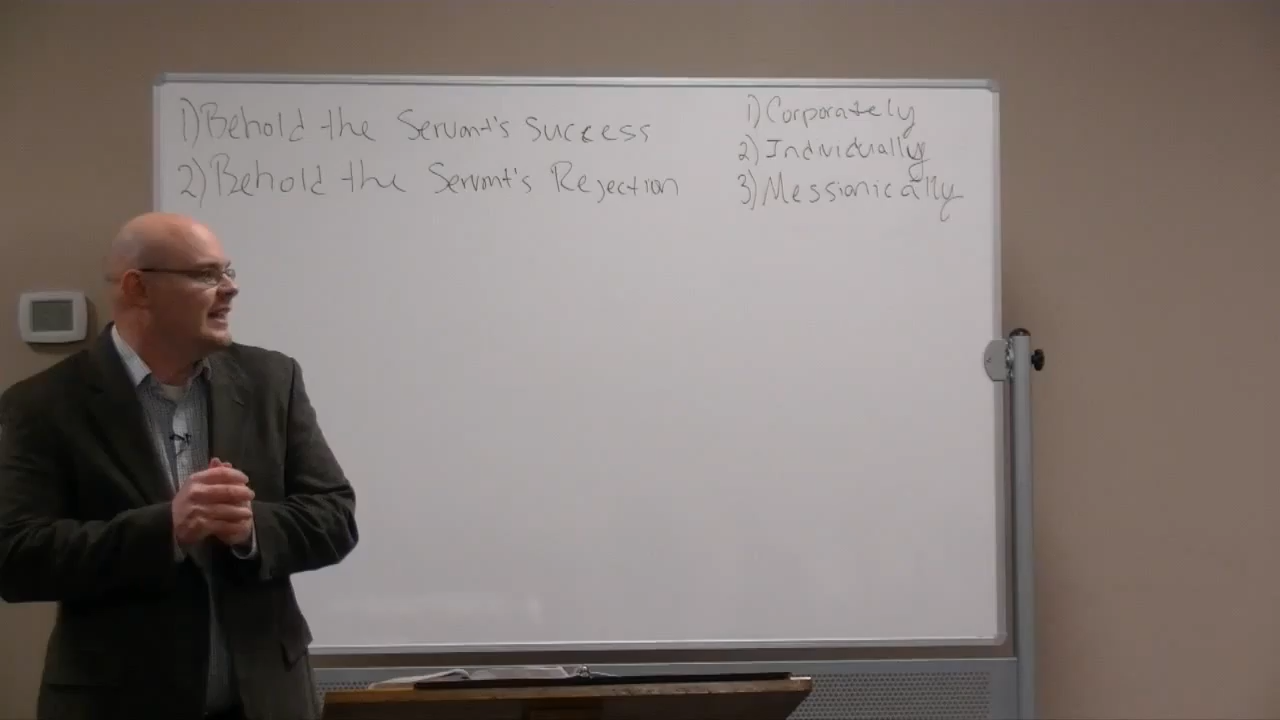 1) Behold the Servant's Success
2) Behold the Servant's Rejection
1) Corporately
2) Individually
3) Messianically